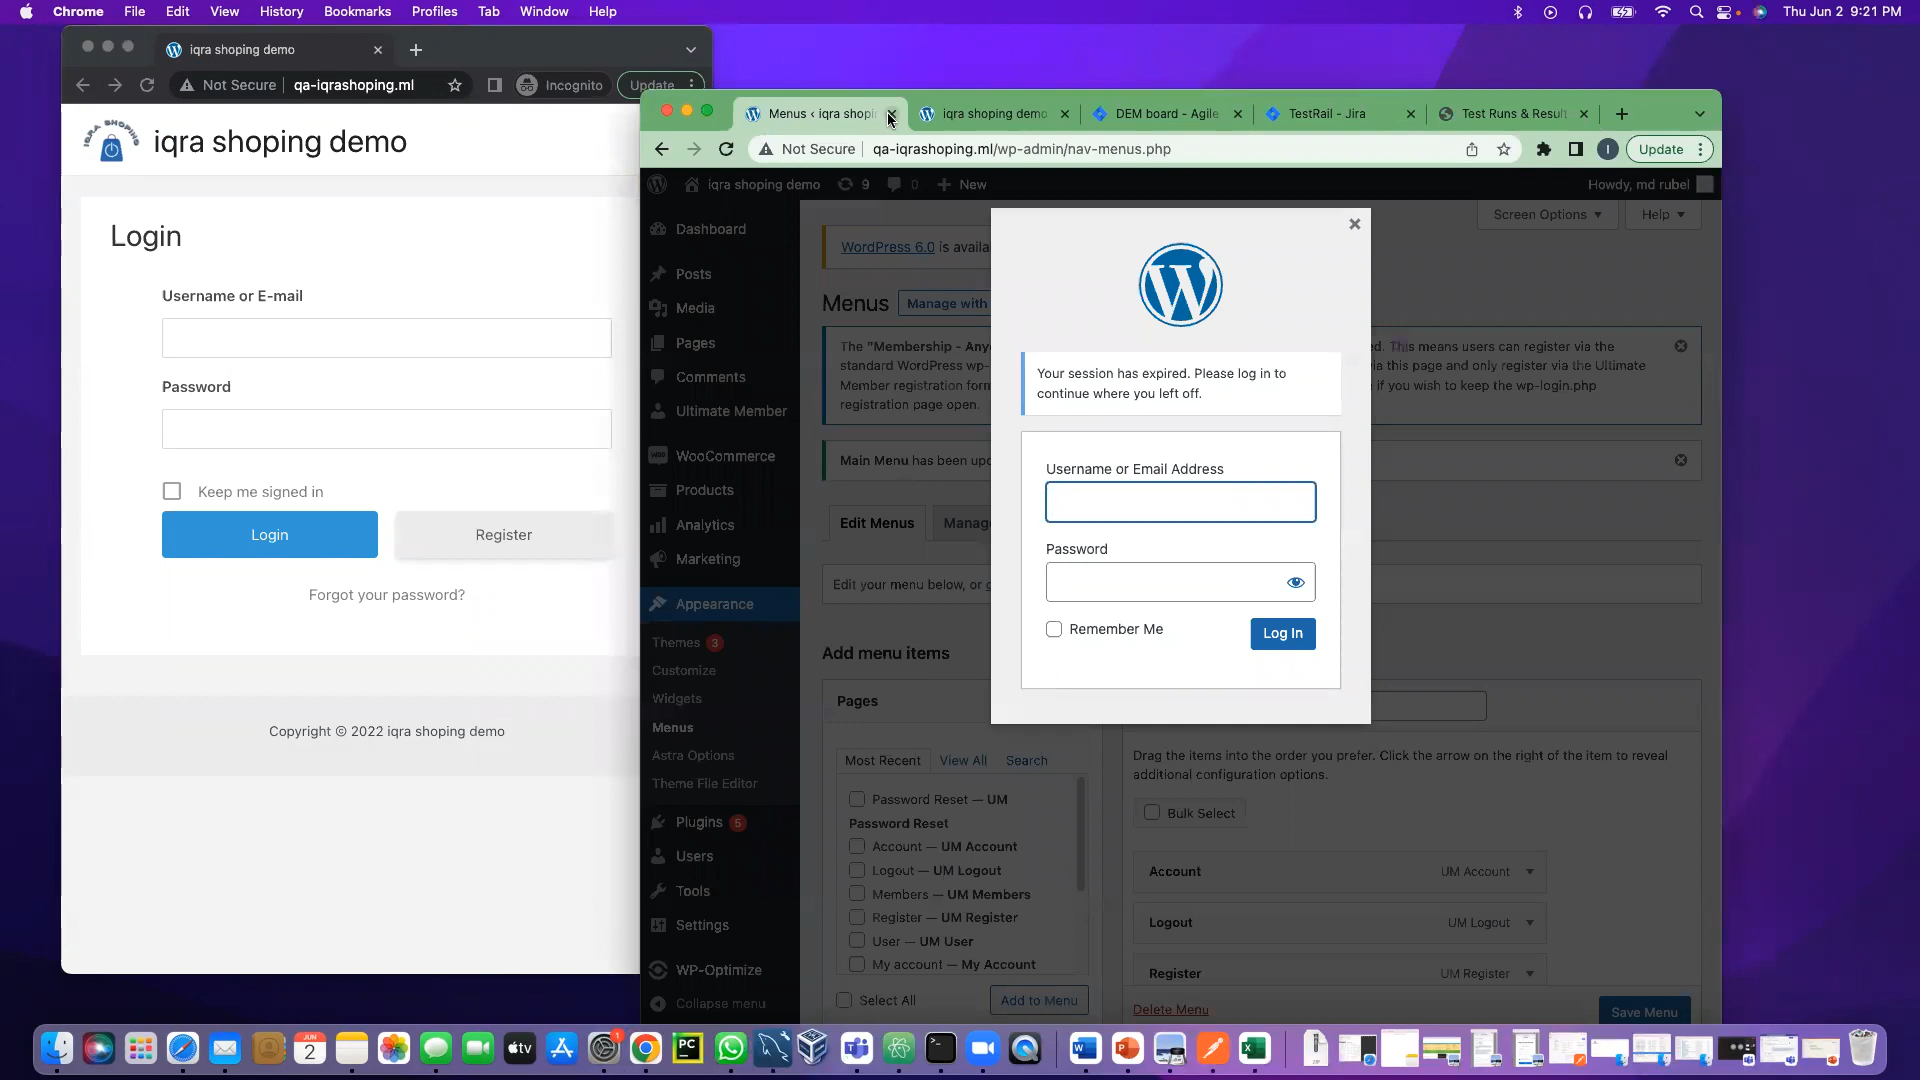 Chrome File Edit View History Bookmarks Profiles Tab Window Help
Thu Jun 2 9:21 PM
iqra shoping demo
Not Secure qa-iqrashoping.ml
Incognito
Update
iqra shoping demo
Login
Username or E-mail
Password
Keep me signed in
Login
Register
Forgot your password?
Copyright © 2022 iqra shoping demo
Menus ‹ iqra shopin
iqra shoping demo
DEM board - Agile
TestRail - Jira
Test Runs & Result
Not Secure qa-iqrashoping.ml/wp-admin/nav-menus.php
I
Update
iqra shoping demo 9 0 New
Howdy, md rubel
Dashboard
Posts
Media
Pages
Comments
Ultimate Member
WooCommerce
Products
Analytics
Marketing
Appearance
Themes 3
Customize
Widgets
Menus
Astra Options
Theme File Editor
Plugins 5
Users
Tools
Settings
WP-Optimize
Collapse menu
Screen Options
Help
WordPress 6.0 is availa
Menus
Manage with
The "Membership - Any
standard WordPress wp-
Member registration form
registration page open.
ed. This means users can register via the
via this page and only register via the Ultimate
if you wish to keep the wp-login.php
Main Menu has been upd
Edit Menus
Manag
Edit your menu below, or
Add menu items
Pages
Most Recent View All Search
Password Reset — UM
Password Reset
Account — UM Account
Logout — UM Logout
Members — UM Members
Register — UM Register
User — UM User
My account — My Account
Select All
Add to Menu
Your session has expired. Please log in to
continue where you left off.
Username or Email Address
Password
Remember Me
Log In
Drag the items into the order you prefer. Click the arrow on the right of the item to reveal
additional configuration options.
Bulk Select
Account UM Account
Logout UM Logout
Register UM Register
Delete Menu
Save Menu
JUN
2
tv
1
PC